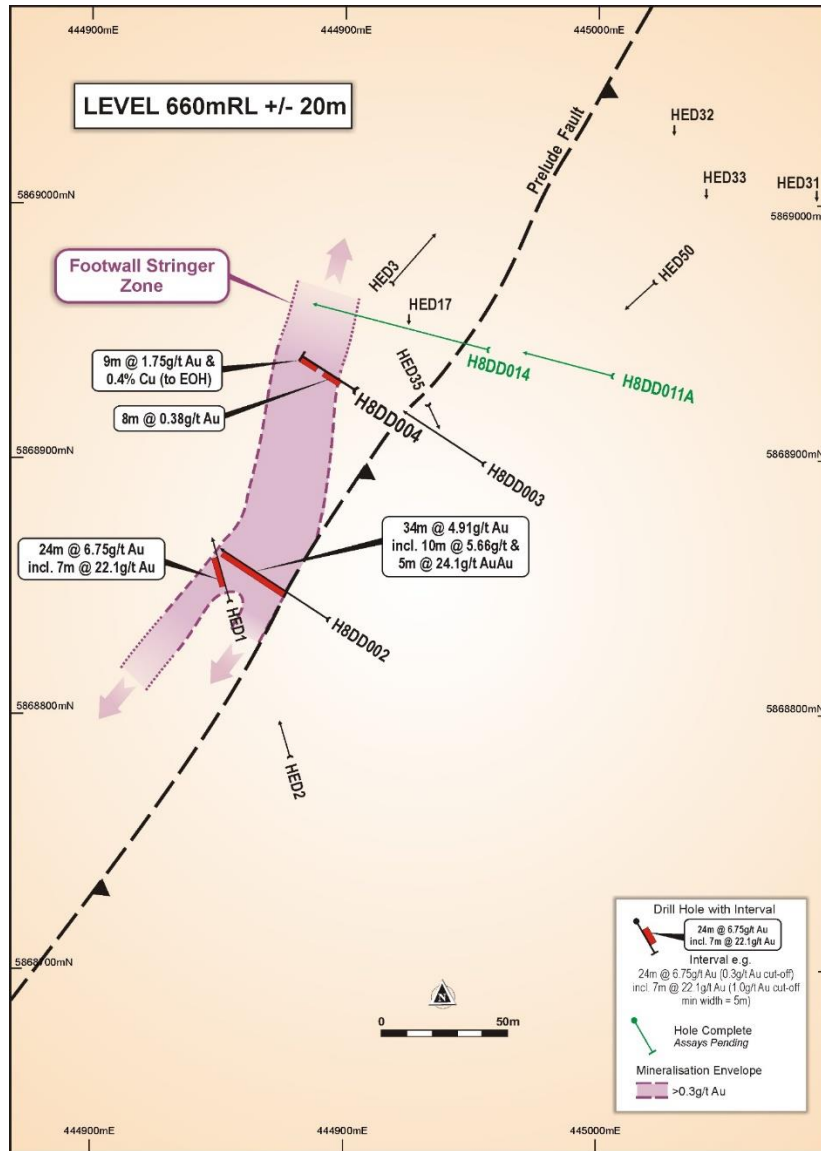 444900mE
444900mE
445000mE
LEVEL 660mRL +/- 20m
HED32
Prelude Fault
HED33
HED31
5869000mN
5869000mN
HED3
HED50
Footwall Stringer
Zone
HED17
9m @ 1.75g/t Au &
0.4% Cu (to EOH)
HED35
H8DD014
H8DD011A
8m @ 0.38g/t Au
H8DD004
5868900mN
5868900mN
H8DD003
34m @ 4.91g/t Au
incl. 10m @ 5.66g/t &
5m @ 24.1g/t AuAu
24m @ 6.75g/t Au
incl. 7m @ 22.1g/t Au
HED1
H8DD002
5868800mN
5868800mN
HED2
Drill Hole with Interval
24m @ 6.75g/t Au
incl. 7m @ 22.1g/t Au
Interval e.g.
24m @ 6.75g/t Au (0.3g/t Au cut-off)
incl. 7m @ 22.1g/t Au (1.0g/t Au cut-off
min width = 5m)
Hole Complete
Assays Pending
Mineralisation Envelope
>0.3g/t Au
5868700mN
N
0
50m
444900mE
444900mE
445000mE